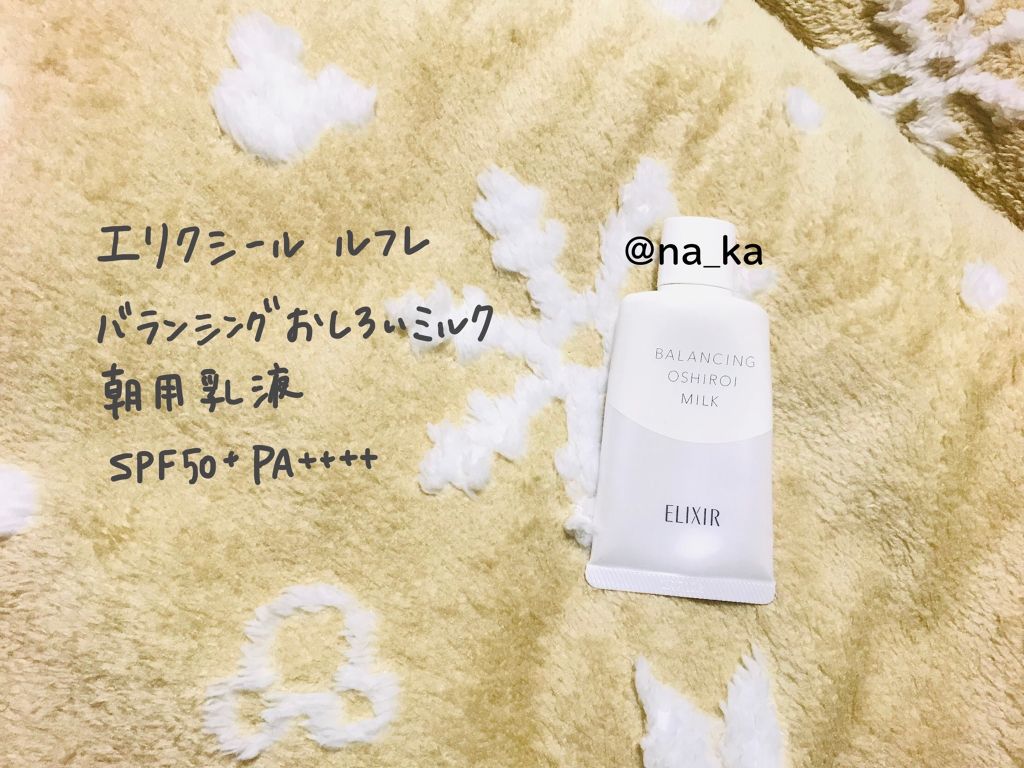 エリクシール ルフレ
バランシングおしろいミルク
朝用乳液
SPF50+ PA++++
@na_ka
BALANCING
OSHIROI
MILK
ELIXIR